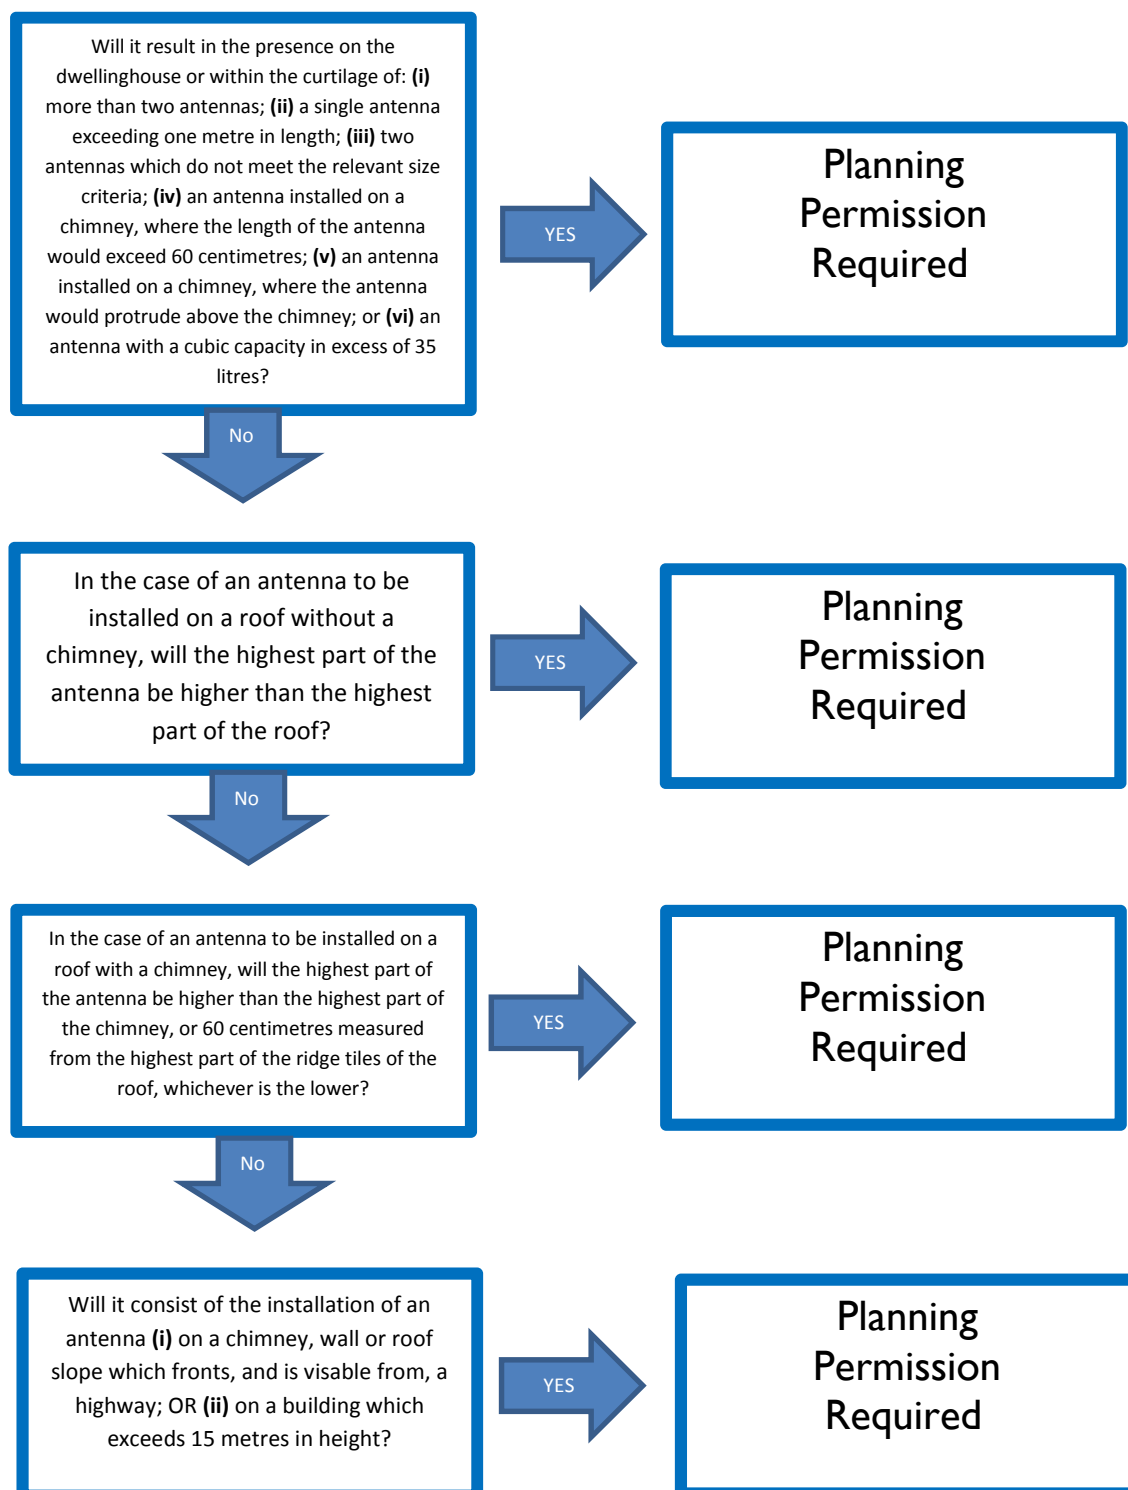 Will it result in the presence on the
dwellinghouse or within the curtilage of: (i)
more than two antennas; (ii) a single antenna
exceeding one metre in length; (iii) two
antennas which do not meet the relevant size
criteria; (iv) an antenna installed on a
chimney, where the length of the antenna
would exceed 60 centimetres; (v) an antenna
installed on a chimney, where the antenna
would protrude above the chimney; or (vi) an
antenna with a cubic capacity in excess of 35
litres?
YES
Planning
Permission
Required
No
In the case of an antenna to be
installed on a roof without a
chimney, will the highest part of the
antenna be higher than the highest
part of the roof?
YES
Planning
Permission
Required
No
In the case of an antenna to be installed on a
roof with a chimney, will the highest part of
the antenna be higher than the highest part of
the chimney, or 60 centimetres measured
from the highest part of the ridge tiles of the
roof, whichever is the lower?
YES
Planning
Permission
Required
No
Will it consist of the installation of an
antenna (i) on a chimney, wall or roof
slope which fronts, and is visable from, a
highway; OR (ii) on a building which
exceeds 15 metres in height?
YES
Planning
Permission
Required